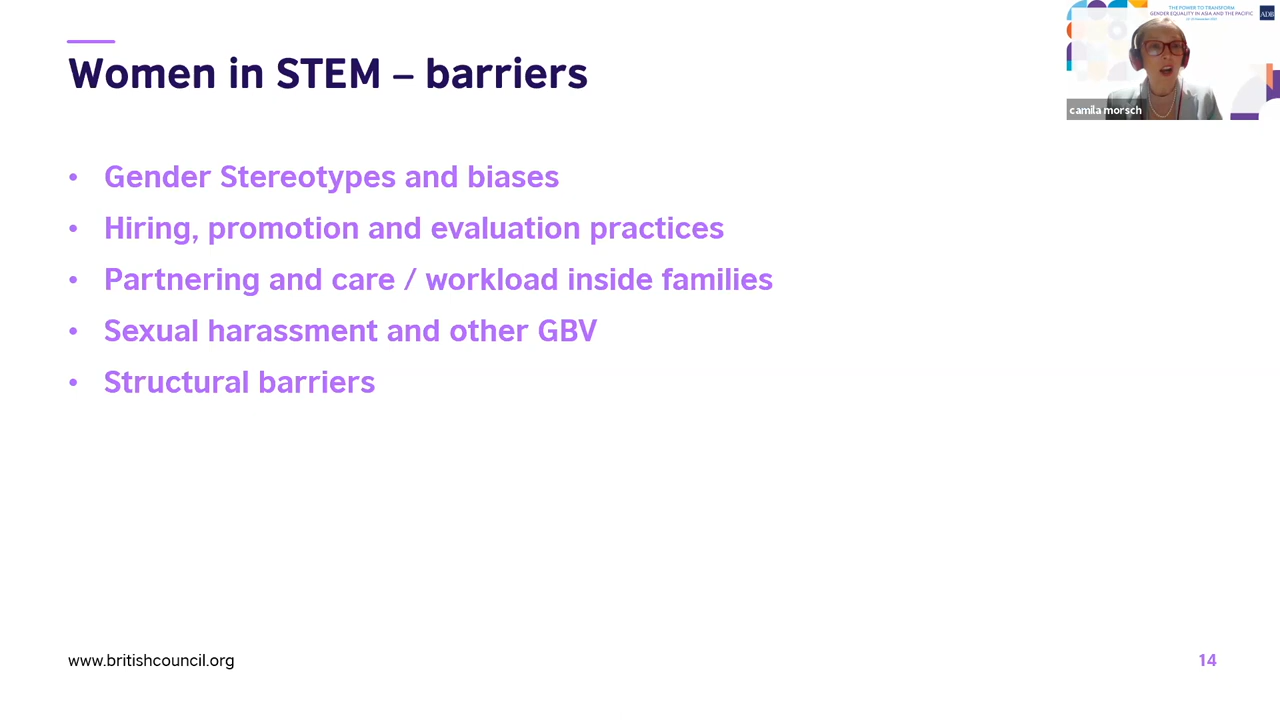 THE POWER TO TRANSFORM
GENDER EQUALITY IN ASIA AND THE PACIFIC
ADB
camila morsch
Women in STEM – barriers
• Gender Stereotypes and biases
• Hiring, promotion and evaluation practices
• Partnering and care / workload inside families
• Sexual harassment and other GBV
• Structural barriers
www.britishcouncil.org
14